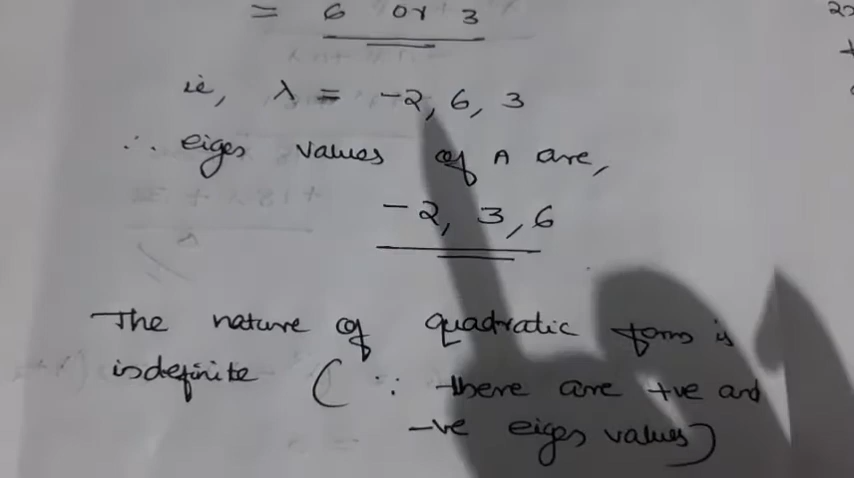 = 6 or 3
ie, λ = -2, 6, 3
∴ eigen values of A are,
-2, 3, 6
The nature of quadratic form is
indefinite (∵ there are +ve and
-ve eigen values)